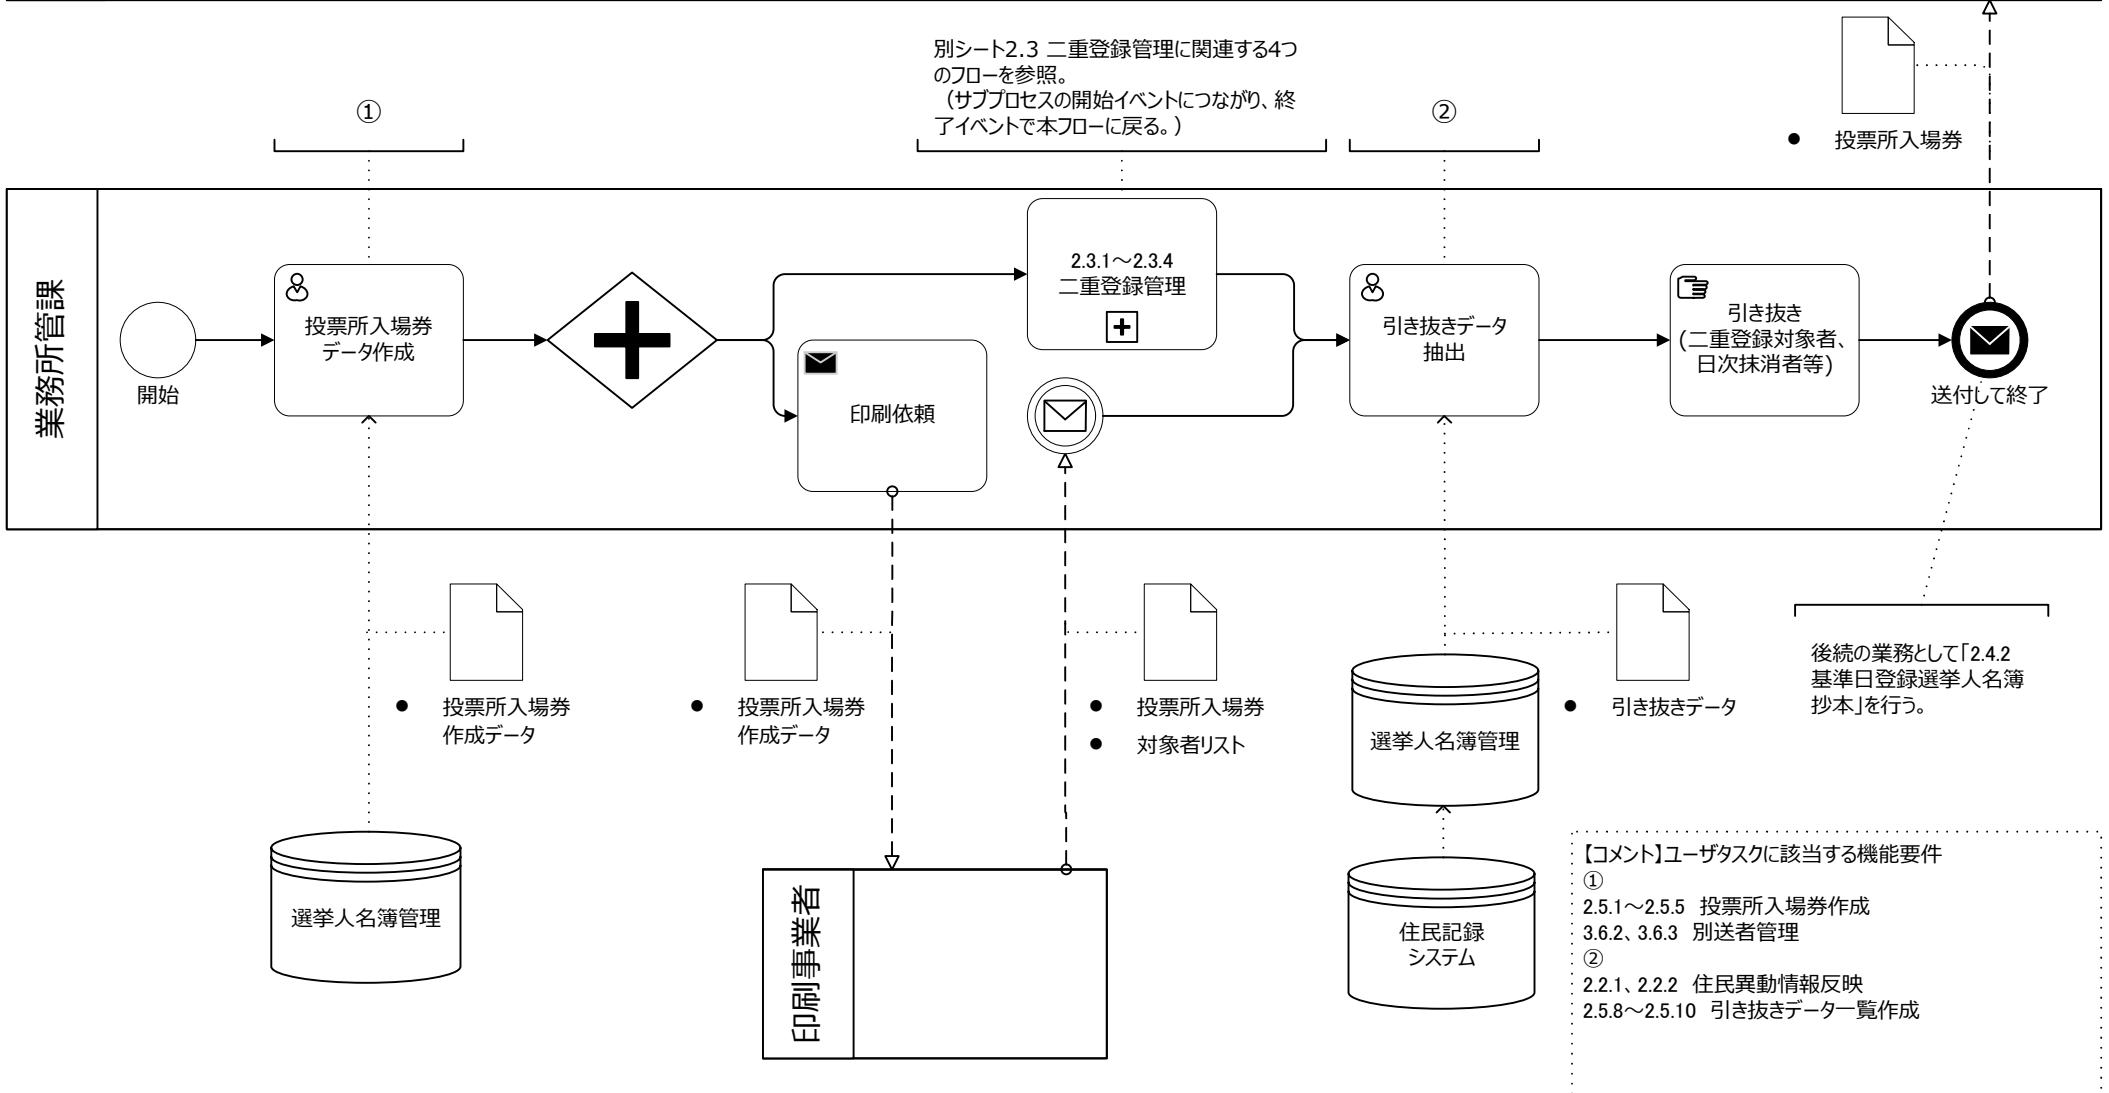 別シート2.3 二重登録管理に関連する4つ
のフローを参照。
（サブプロセスの開始イベントにつながり、終
了イベントで本フローに戻る。）
①
②
● 投票所入場券
業務所管課
開始
投票所入場券
データ作成
印刷依頼
2.3.1～2.3.4
二重登録管理
引き抜きデータ
抽出
引き抜き
(二重登録対象者、
日次抹消者等)
送付して終了
● 投票所入場券
作成データ
● 投票所入場券
作成データ
● 投票所入場券
● 対象者リスト
● 引き抜きデータ
後続の業務として「2.4.2
基準日登録選挙人名簿
抄本」を行う。
選挙人名簿管理
選挙人名簿管理
印刷事業者
住民記録
システム
【コメント】ユーザタスクに該当する機能要件
①
2.5.1～2.5.5 投票所入場券作成
3.6.2、3.6.3 別送者管理
②
2.2.1、2.2.2 住民異動情報反映
2.5.8～2.5.10 引き抜きデータ一覧作成